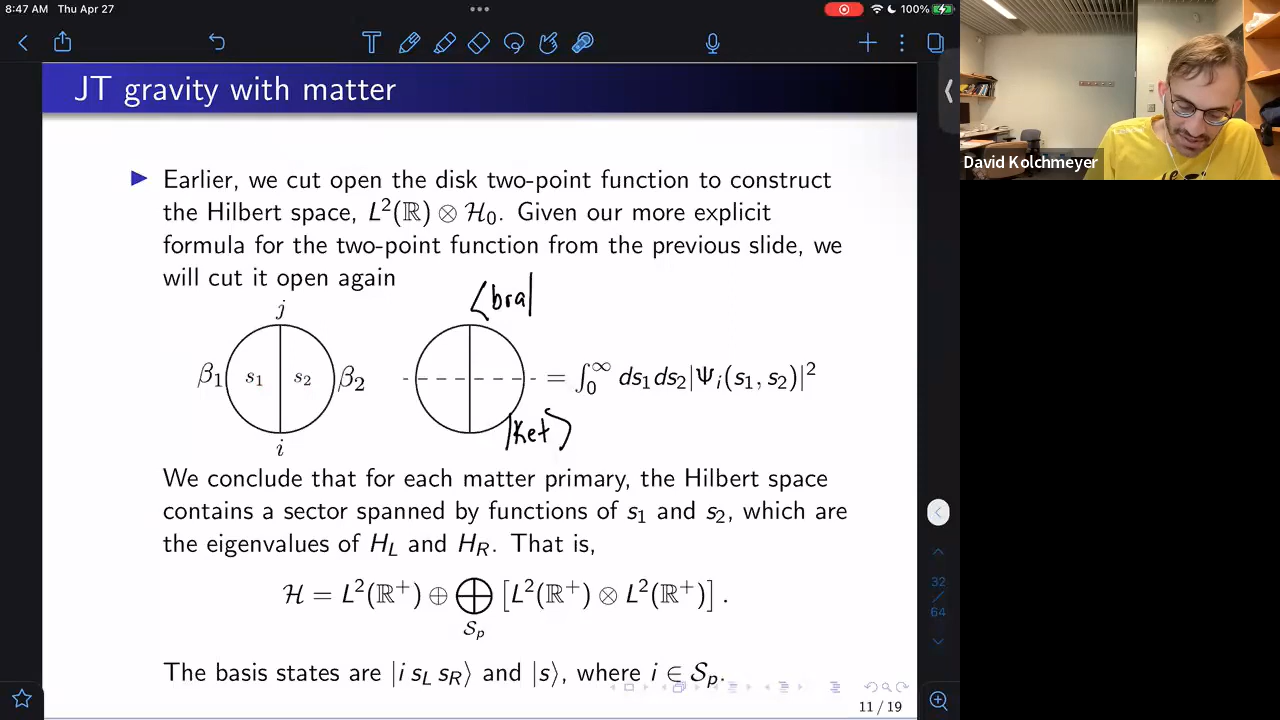 8:47 AM Thu Apr 27
100%
JT gravity with matter
David Kolchmeyer
Earlier, we cut open the disk two-point function to construct
the Hilbert space, L²(ℝ) ⊗ ℋ₀. Given our more explicit
formula for the two-point function from the previous slide, we
will cut it open again
⟨bra|
j
β₁ s₁ s₂ β₂
= ∫₀^∞ ds₁ds₂|Ψᵢ(s₁, s₂)|²
i
|ket⟩
We conclude that for each matter primary, the Hilbert space
contains a sector spanned by functions of s₁ and s₂, which are
the eigenvalues of H_L and H_R. That is,
ℋ = L²(ℝ⁺) ⊕ ⨁_{𝒮ₚ} [L²(ℝ⁺) ⊗ L²(ℝ⁺)] .
The basis states are |i s_L s_R⟩ and |s⟩, where i ∈ 𝒮ₚ.
32
/
64
11 / 19